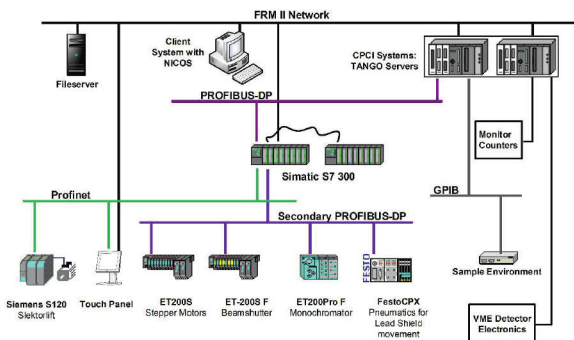 FRM II Network
Fileserver
Client
System with
NICOS
CPCI Systems:
TANGO Servers
PROFIBUS-DP
Monitor
Counters
Simatic S7 300
Profinet
GPIB
Secondary PROFIBUS-DP
Siemens S120
Slektorlift
Touch Panel
ET200S
Stepper Motors
ET-200S F
Beamshutter
ET200Pro F
Monochromator
FESTO
FestoCPX
Pneumatics for
Lead Shield
movement
Sample Environment
VME Detector
Electronics